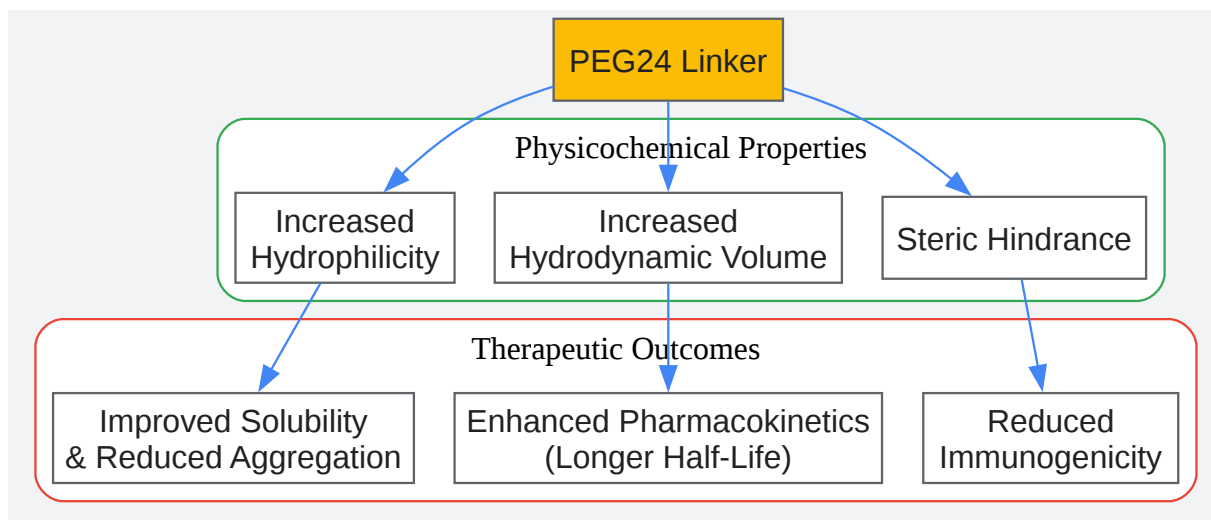 PEG24 Linker
Physicochemical Properties
Increased
Hydrophilicity
Increased
Hydrodynamic Volume
Steric Hindrance
Therapeutic Outcomes
Improved Solubility
& Reduced Aggregation
Enhanced Pharmacokinetics
(Longer Half-Life)
Reduced
Immunogenicity